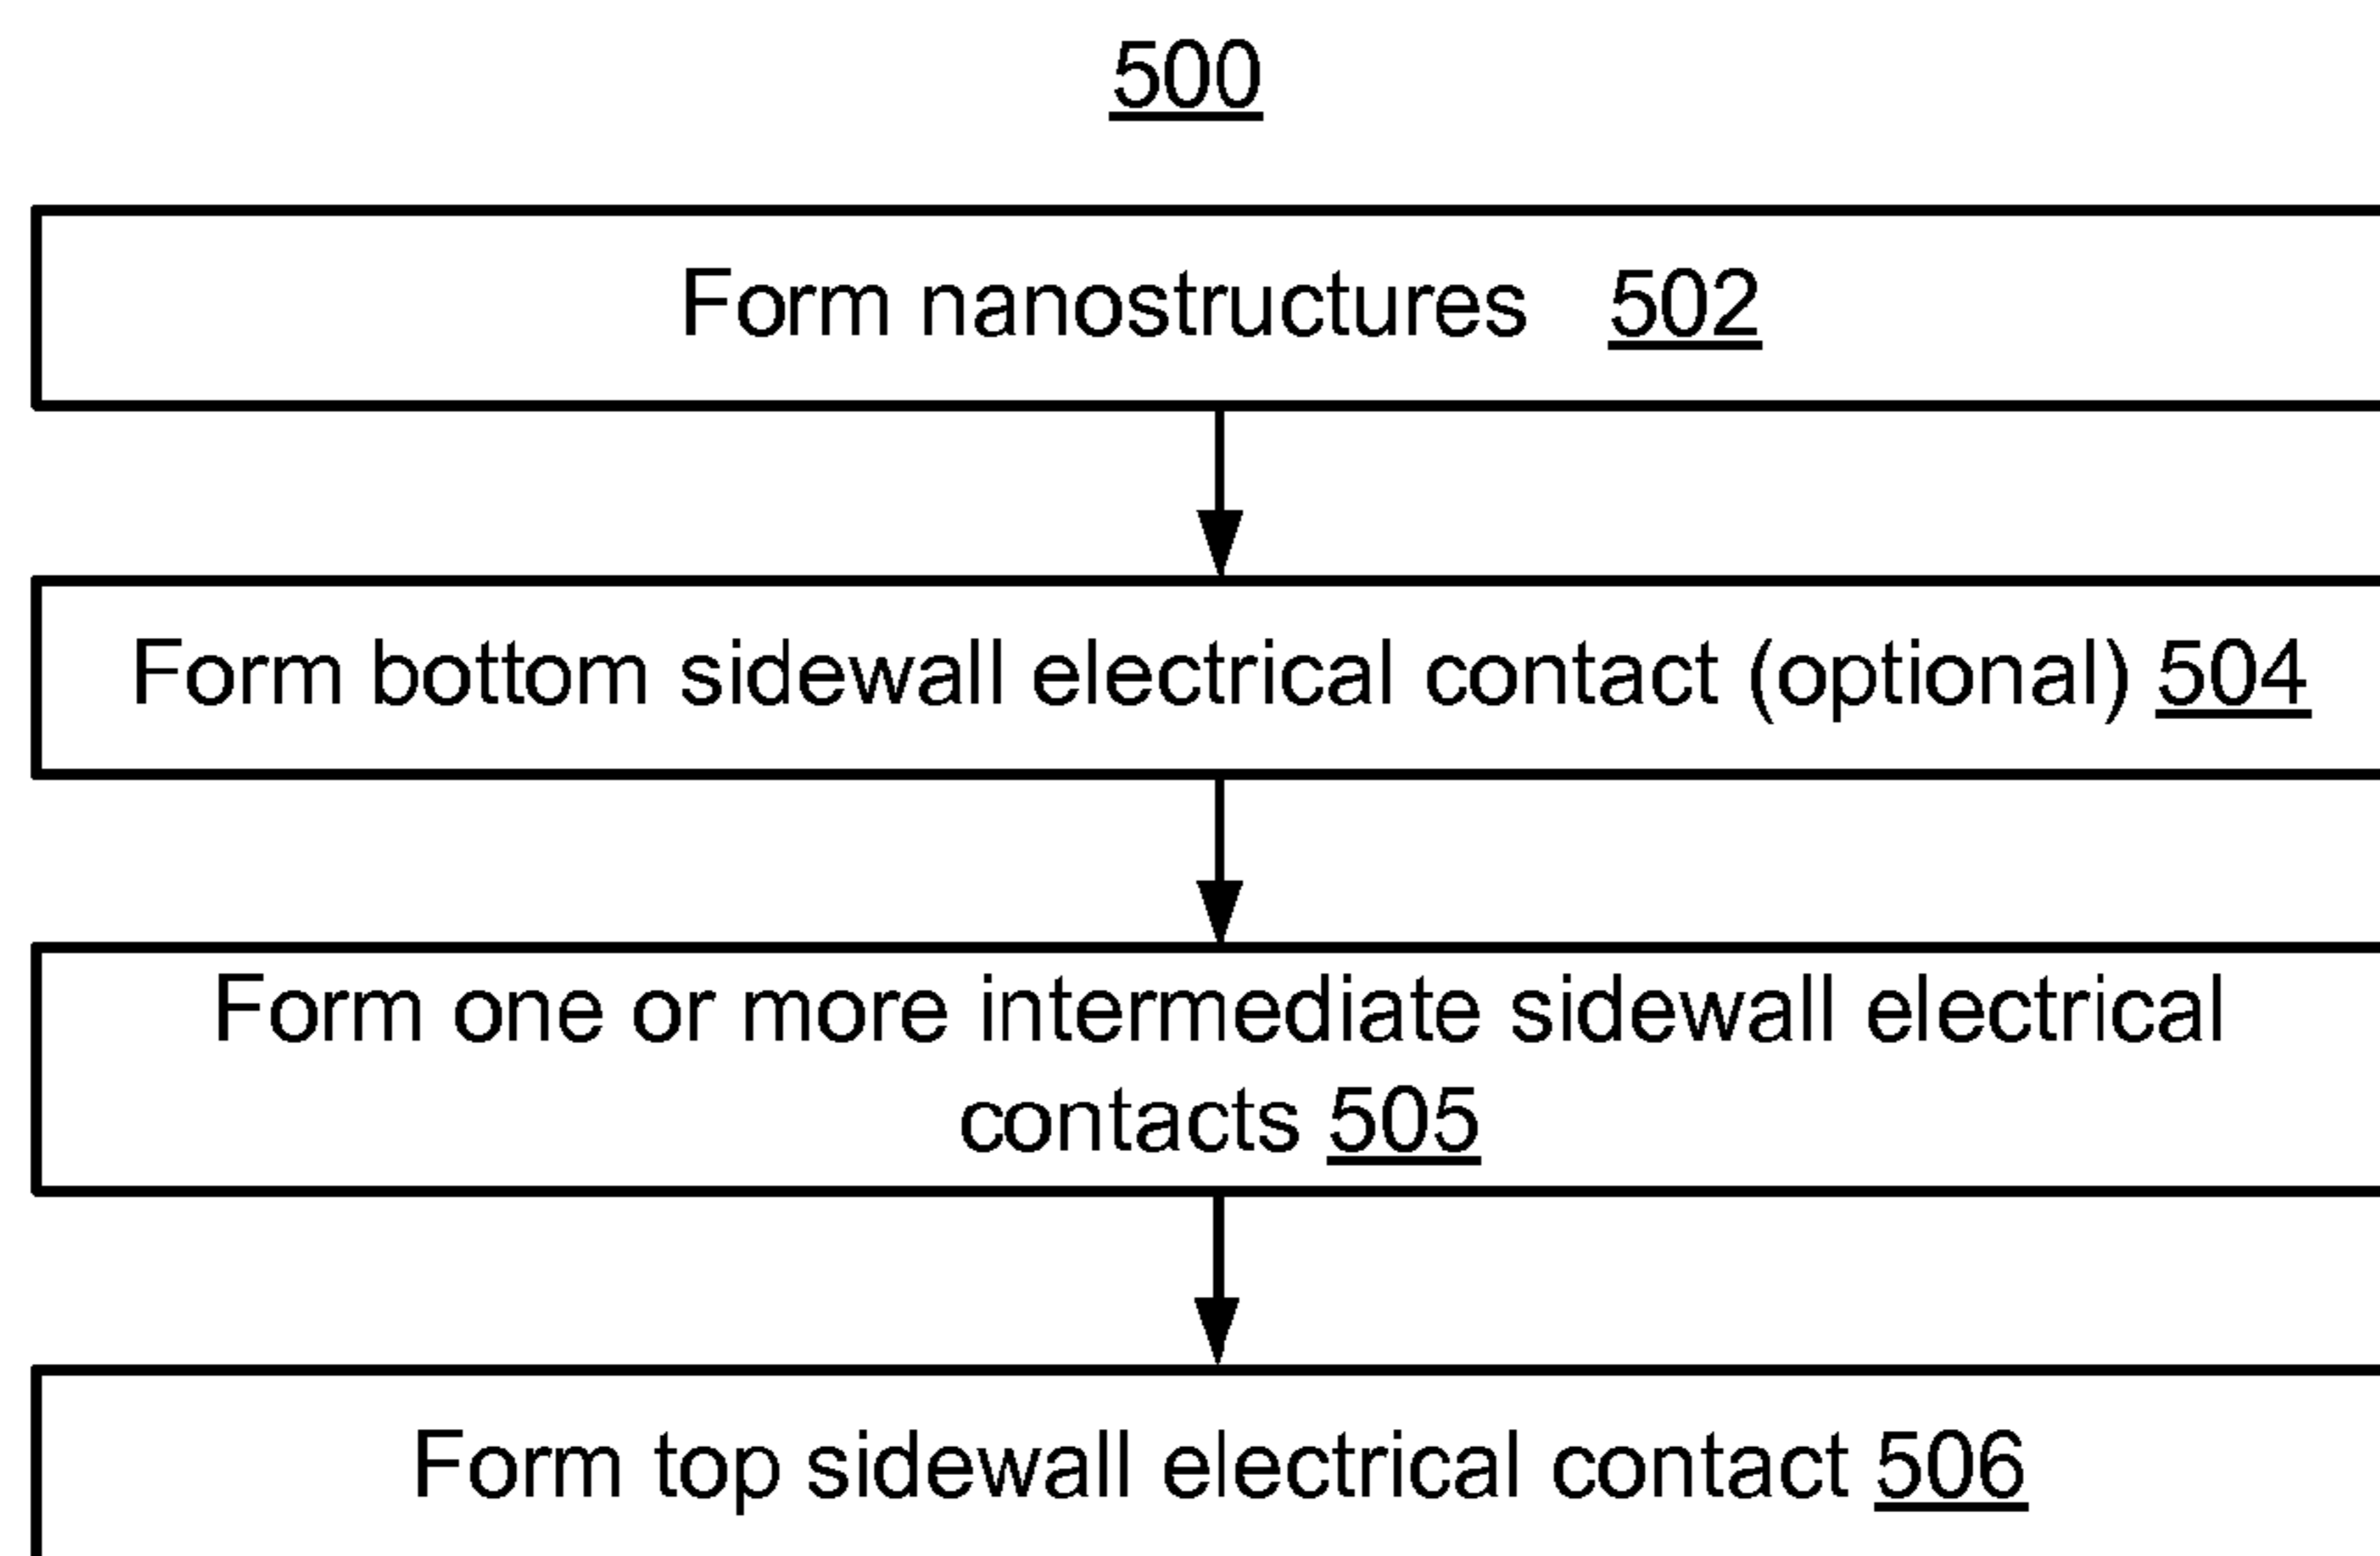 500
Form nanostructures 502
Form bottom sidewall electrical contact (optional) 504
Form one or more intermediate sidewall electrical
contacts 505
Form top sidewall electrical contact 506